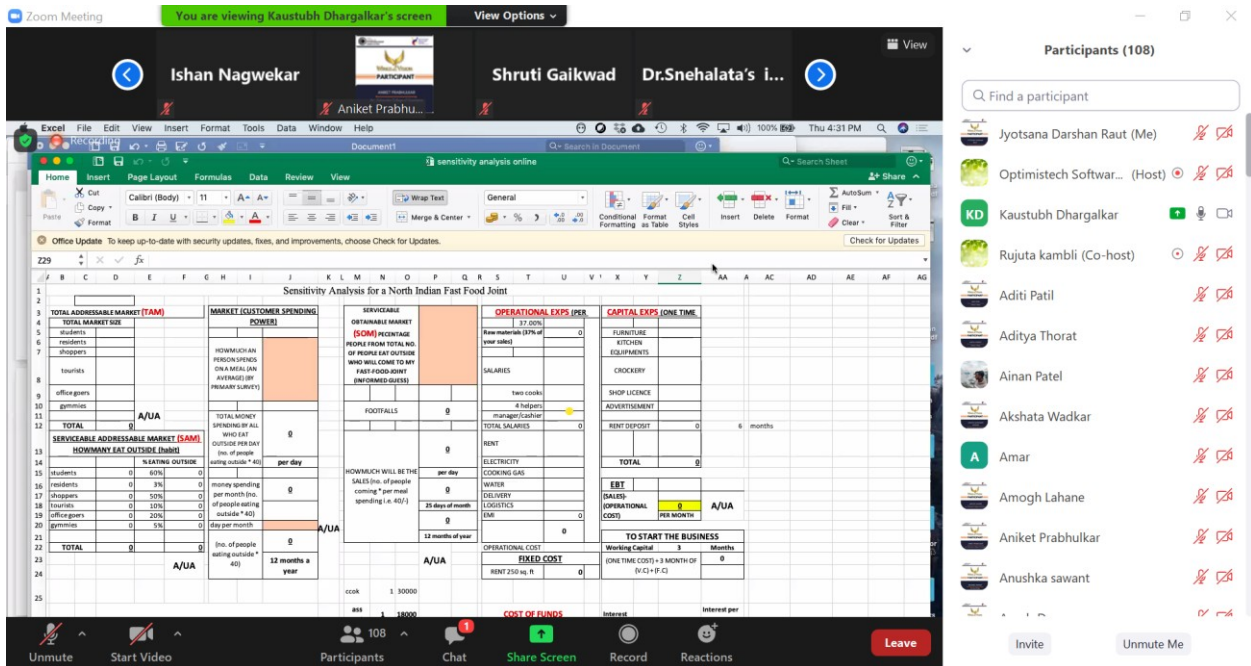 Zoom Meeting
You are viewing Kaustubh Dhargalkar's screen
View Options
View
Ishan Nagwekar
PARTICIPANT
Aniket Prabhu...
Shruti Gaikwad
Dr.Snehalata's i...
Excel File Edit View Insert Format Tools Data Window Help
100% Thu 4:31 PM
Recording
Document1
Search in Document
sensitivity analysis online
Search Sheet
Home Insert Page Layout Formulas Data Review View
Share
Paste
Cut
Copy
Format
Calibri (Body) 11
Wrap Text
Merge & Center
General
Conditional Formatting
Format as Table
Cell Styles
Insert Delete Format
AutoSum
Fill
Clear
Sort & Filter
Office Update To keep up-to-date with security updates, fixes, and improvements, choose Check for Updates.
Check for Updates
Z29
fx
Sensitivity Analysis for a North Indian Fast Food Joint
TOTAL ADDRESSABLE MARKET (TAM)
TOTAL MARKET SIZE
students
residents
shoppers
tourists
office goers
gymmies
A/UA
TOTAL 0
SERVICEABLE ADDRESSABLE MARKET (SAM)
HOWMANY EAT OUTSIDE (habit)
% EATING OUTSIDE
students 0 60% 0
residents 0 3% 0
shoppers 0 50% 0
tourists 0 10% 0
office goers 0 20% 0
gymmies 0 5% 0
TOTAL 0 0
A/UA
MARKET (CUSTOMER SPENDING POWER)
HOWMUCH AN
PERSON SPENDS
ON A MEAL (AN
AVERAGE) (BY
PRIMARY SURVEY)
TOTAL MONEY
SPENDING BY ALL
WHO EAT
OUTSIDE PER DAY
(no. of people
eating outside * 40)
0
per day
money spending
per month (no.
of people eating
outside * 40)
0
day per month
A/UA
(no. of people
eating outside *
40)
0
12 months a
year
SERVICEABLE
OBTAINABLE MARKET
(SOM) PECENTAGE
PEOPLE FROM TOTAL NO.
OF PEOPLE EAT OUTSIDE
WHO WILL COME TO MY
FAST-FOOD-JOINT
(INFORMED GUESS)
FOOTFALLS 0
HOWMUCH WILL BE THE
SALES (no. of people
coming * per meal
spending i.e. 40/-)
0
per day
0
25 days of month
0
12 months of year
A/UA
ccok 1 30000
ass 1 18000
OPERATIONAL EXPS (PER
37.00%
Raw materials (37% of
your sales) 0
SALARIES
two cooks
4 helpers
manager/cashier
TOTAL SALARIES 0
RENT
ELECTRICITY
COOKING GAS
WATER
DELIVERY
LOGISTICS
EMI 0
0
OPERATIONAL COST
FIXED COST
RENT 250 sq. ft 0
COST OF FUNDS
CAPITAL EXPS (ONE TIME
FURNITURE
KITCHEN
EQUIPMENTS
CROCKERY
SHOP LICENCE
ADVERTISEMENT
RENT DEPOSIT 0 6 months
TOTAL 0
EBT
(SALES)-
(OPERATIONAL
COST)
0
PER MONTH
A/UA
TO START THE BUSINESS
Working Capital 3 Months
(ONE TIME COST) + 3 MONTH OF
(V.C) + (F.C)
0
Interest
Interest per
Participants (108)
Find a participant
Jyotsana Darshan Raut (Me)
Optimistech Softwar... (Host)
KD Kaustubh Dhargalkar
Rujuta kambli (Co-host)
Aditi Patil
Aditya Thorat
Ainan Patel
Akshata Wadkar
A Amar
Amogh Lahane
Aniket Prabhulkar
Anushka sawant
Invite
Unmute Me
Unmute
Start Video
108
Participants
1
Chat
Share Screen
Record
Reactions
Leave